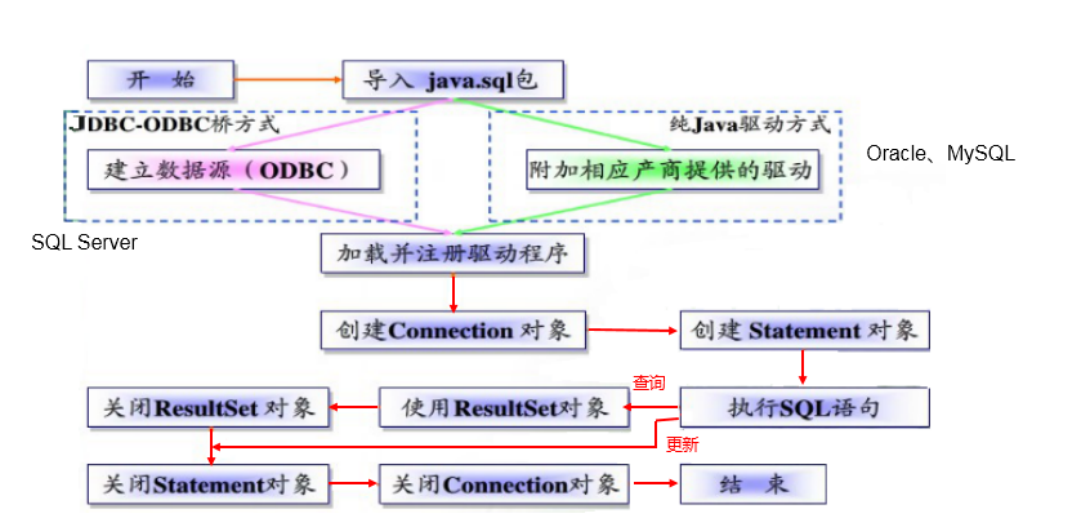 开 始
导入 java.sql包
JDBC-ODBC桥方式
纯Java驱动方式
建立数据源（ODBC）
附加相应产商提供的驱动
Oracle、MySQL
SQL Server
加载并注册驱动程序
创建Connection 对象
创建 Statement 对象
查询
关闭ResultSet 对象
使用ResultSet对象
执行SQL语句
更新
关闭Statement对象
关闭Connection对象
结 束